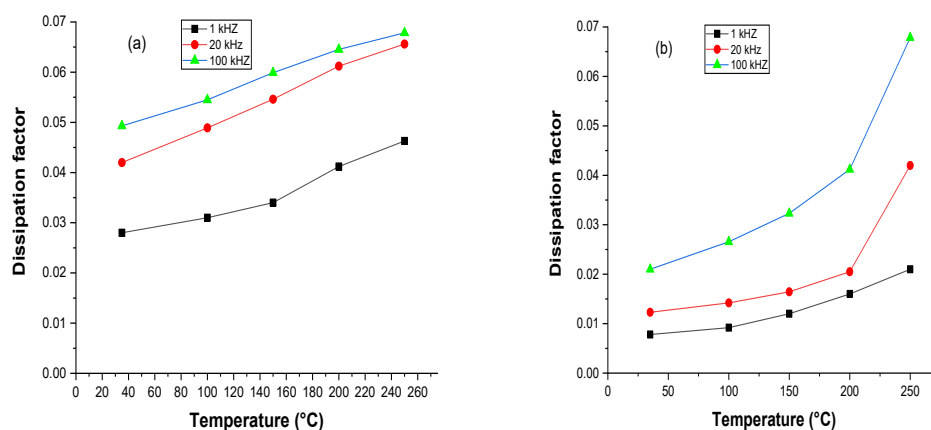 (a)
1 kHZ
20 kHz
100 kHZ
Dissipation factor
0.07
0.06
0.05
0.04
0.03
0.02
0.01
0.00
0 20 40 60 80 100 120 140 160 180 200 220 240 260
Temperature (°C)
(b)
1 kHZ
20 kHz
100 kHZ
Dissipation factor
0.07
0.06
0.05
0.04
0.03
0.02
0.01
0.00
0 50 100 150 200 250
Temperature (°C)